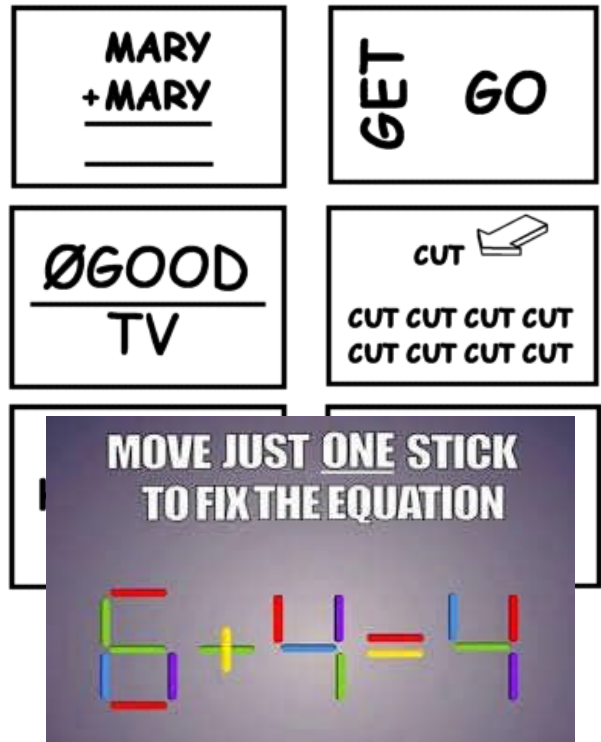 MARY
+MARY
GET GO
ØGOOD
TV
CUT
CUT CUT CUT CUT
CUT CUT CUT CUT
MOVE JUST ONE STICK
TO FIX THE EQUATION
6+4=4